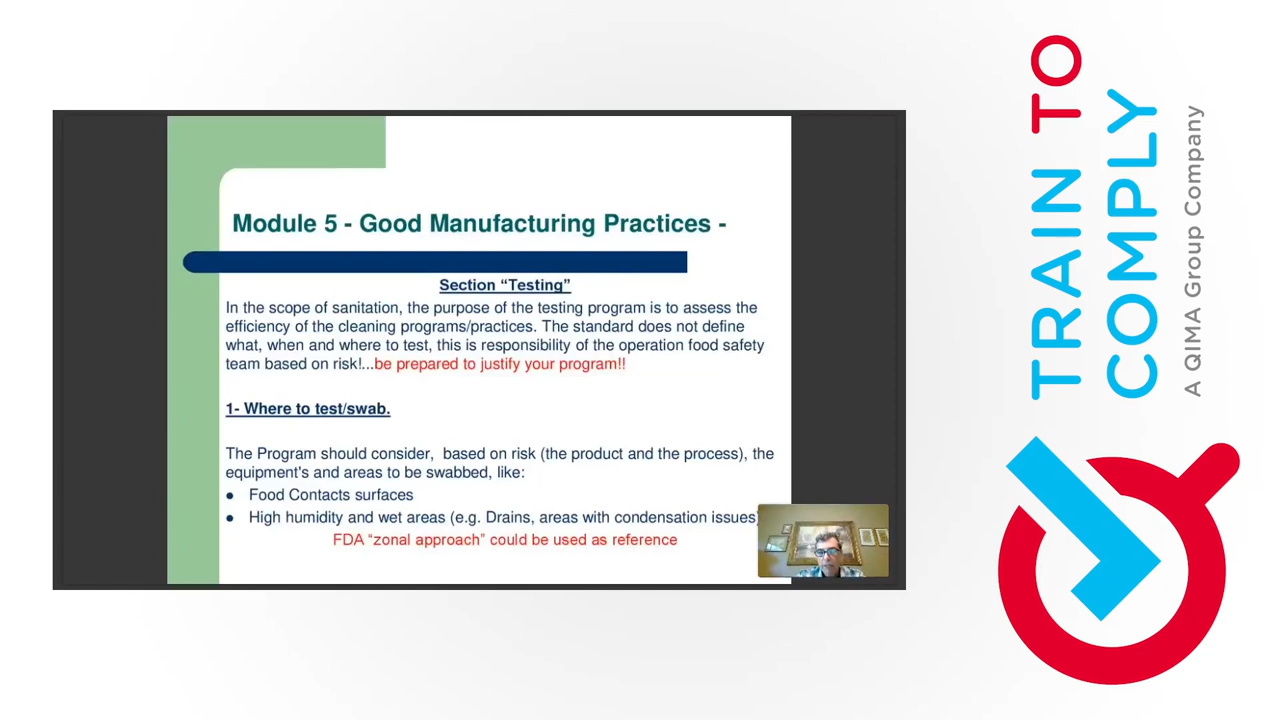 Module 5 - Good Manufacturing Practices -
Section “Testing”
In the scope of sanitation, the purpose of the testing program is to assess the
efficiency of the cleaning programs/practices. The standard does not define
what, when and where to test, this is responsibility of the operation food safety
team based on risk!...be prepared to justify your program!!
1- Where to test/swab.
The Program should consider, based on risk (the product and the process), the
equipment's and areas to be swabbed, like:
● Food Contacts surfaces
● High humidity and wet areas (e.g. Drains, areas with condensation issues)
FDA “zonal approach” could be used as reference
TRAIN TO
COMPLY
A QIMA Group Company